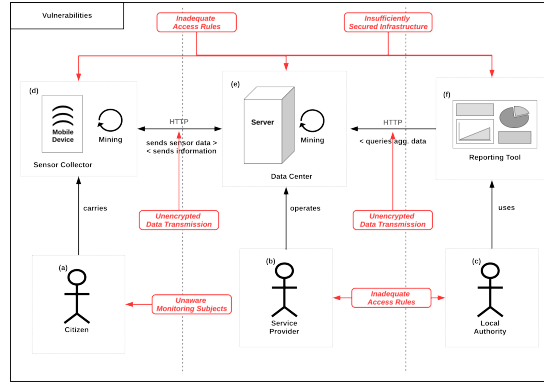 Vulnerabilities
Inadequate
Access Rules
Insufficiently
Secured Infrastructure
(d)
Mobile
Device
Mining
Sensor Collector
HTTP
sends sensor data >
< sends information
(e)
Server
Mining
Data Center
HTTP
< queries agg. data
(f)
Reporting Tool
carries
Unencrypted
Data Transmission
operates
Unencrypted
Data Transmission
uses
(a)
Citizen
Unaware
Monitoring Subjects
(b)
Service
Provider
Inadequate
Access Rules
(c)
Local
Authority